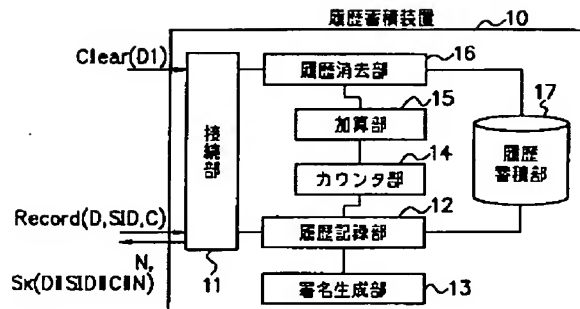 履歴蓄積装置 10
Clear(D1)
履歴消去部 16
加算部 15
カウンタ部 14
履歴記録部 12
署名生成部 13
接続部
11
17
履歴
蓄積部
Record(D,SID,C)
N,
Sx(D‖SID‖C‖N)